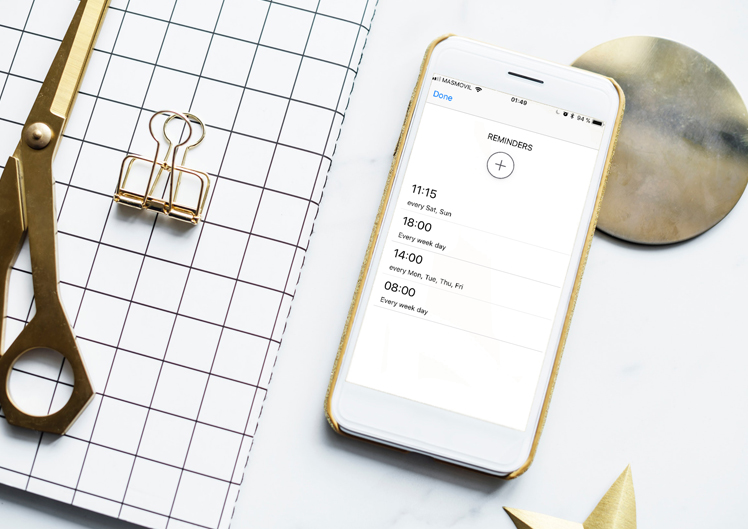 MASMOVIL 01:49 94 %
Done
REMINDERS
11:15
every Sat, Sun
18:00
Every week day
14:00
every Mon, Tue, Thu, Fri
08:00
Every week day